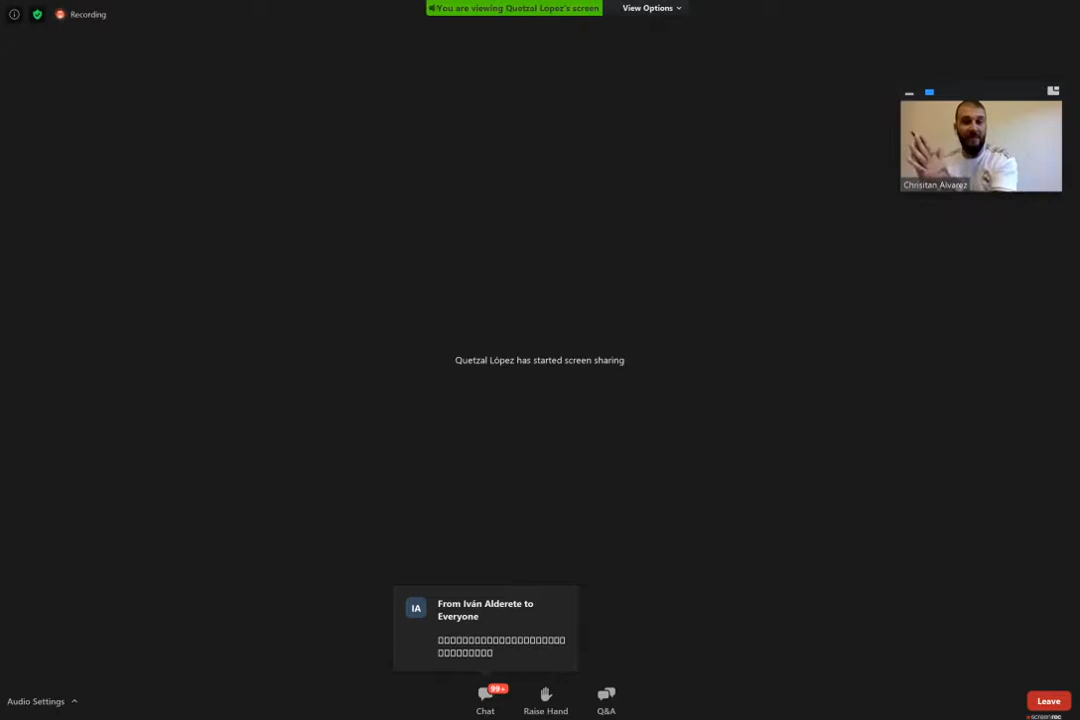 Recording
You are viewing Quetzal Lopez's screen
View Options
Chrisitan Alvarez
Quetzal López has started screen sharing
IA
From Iván Alderete to
Everyone
Audio Settings
99+
Chat
Raise Hand
Q&A
Leave
screenrec